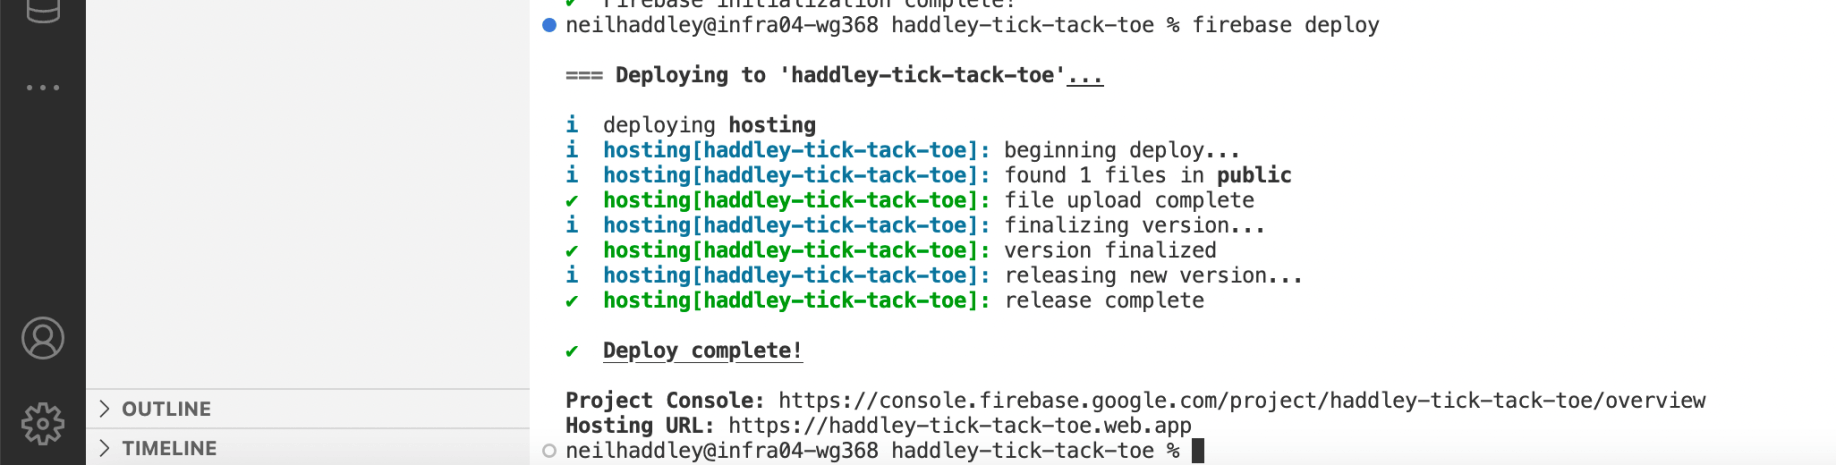 ✔  Firebase initialization complete!
neilhaddley@infra04-wg368 haddley-tick-tack-toe % firebase deploy
=== Deploying to 'haddley-tick-tack-toe'...
i  deploying hosting
i  hosting[haddley-tick-tack-toe]: beginning deploy...
i  hosting[haddley-tick-tack-toe]: found 1 files in public
✔  hosting[haddley-tick-tack-toe]: file upload complete
i  hosting[haddley-tick-tack-toe]: finalizing version...
✔  hosting[haddley-tick-tack-toe]: version finalized
i  hosting[haddley-tick-tack-toe]: releasing new version...
✔  hosting[haddley-tick-tack-toe]: release complete
✔  Deploy complete!
Project Console: https://console.firebase.google.com/project/haddley-tick-tack-toe/overview
Hosting URL: https://haddley-tick-tack-toe.web.app
neilhaddley@infra04-wg368 haddley-tick-tack-toe %
OUTLINE
TIMELINE